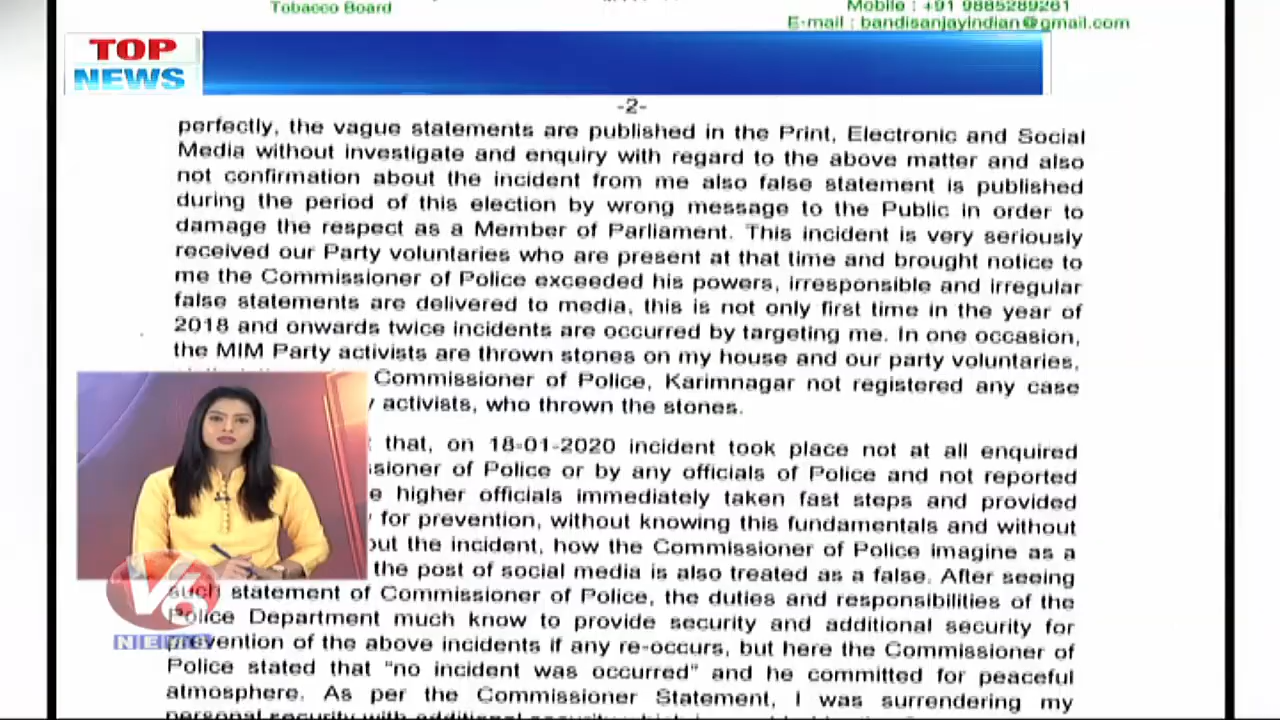 Tobacco Board
Mobile : +91 9885289261
E-mail : bandisanjayindian@gmail.com
TOP
NEWS
-2-
perfectly, the vague statements are published in the Print, Electronic and Social
Media without investigate and enquiry with regard to the above matter and also
not confirmation about the incident from me also false statement is published
during the period of this election by wrong message to the Public in order to
damage the respect as a Member of Parliament. This incident is very seriously
received our Party voluntaries who are present at that time and brought notice to
me the Commissioner of Police exceeded his powers, irresponsible and irregular
false statements are delivered to media, this is not only first time in the year of
2018 and onwards twice incidents are occurred by targeting me. In one occasion,
the MIM Party activists are thrown stones on my house and our party voluntaries,
Commissioner of Police, Karimnagar not registered any case
activists, who thrown the stones.
that, on 18-01-2020 incident took place not at all enquired
of Police or by any officials of Police and not reported
higher officials immediately taken fast steps and provided
for prevention, without knowing this fundamentals and without
the incident, how the Commissioner of Police imagine as a
the post of social media is also treated as a false. After seeing
such statement of Commissioner of Police, the duties and responsibilities of the
Police Department much know to provide security and additional security for
prevention of the above incidents if any re-occurs, but here the Commissioner of
Police stated that "no incident was occurred" and he committed for peaceful
atmosphere. As per the Commissioner Statement, I was surrendering my
personal security with additional security which is
V6
NEWS